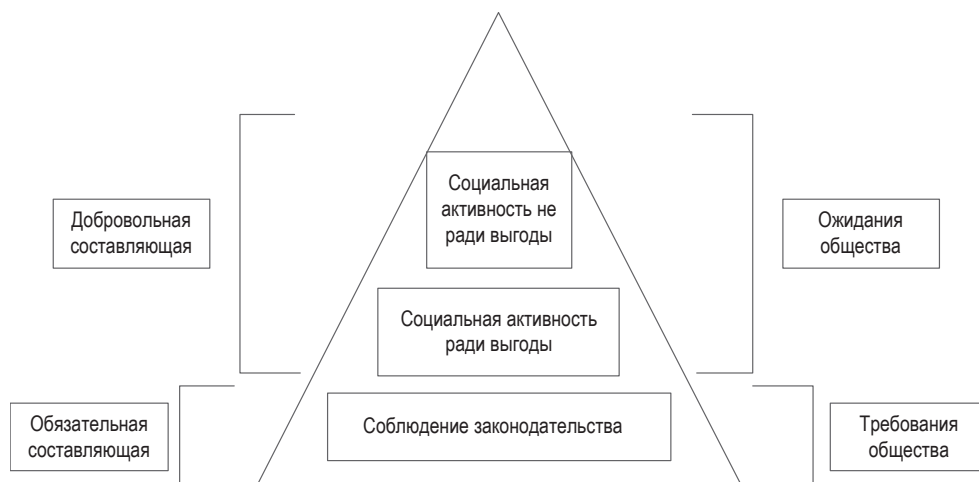 Социальная
активность не
ради выгоды
Добровольная
составляющая
Ожидания
общества
Социальная активность
ради выгоды
Обязательная
составляющая
Соблюдение законодательства
Требования
общества